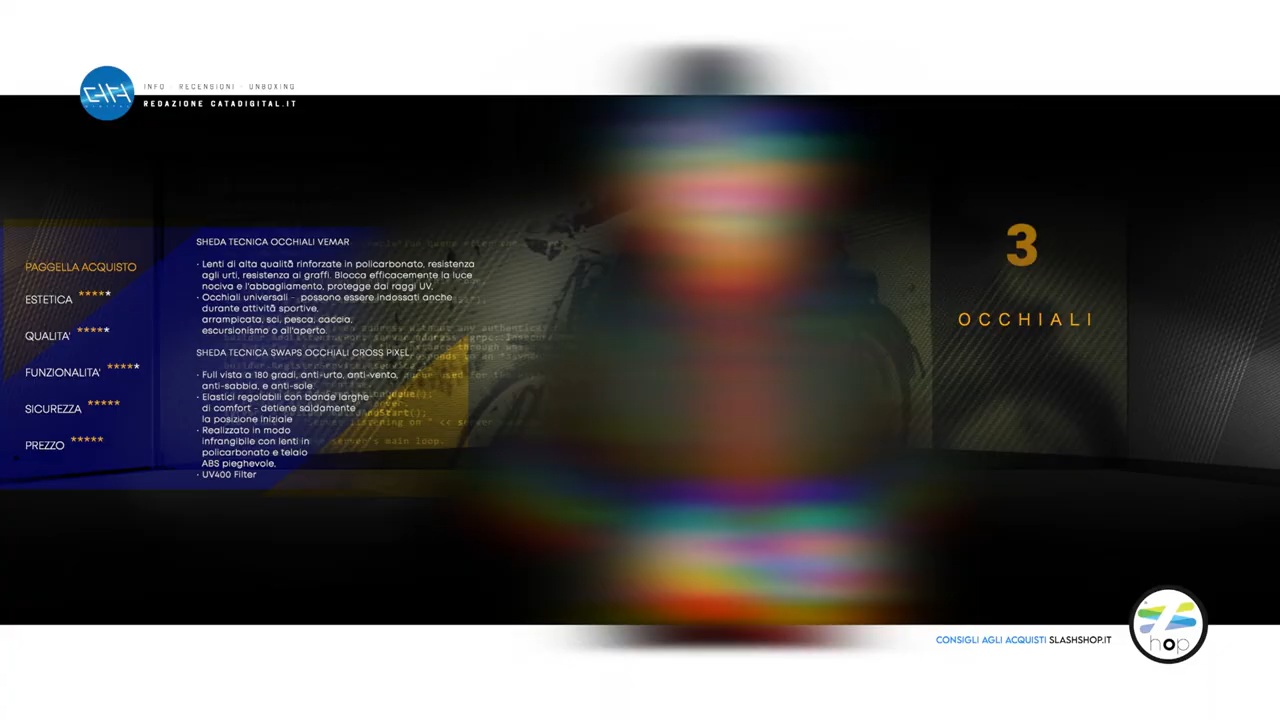 INFO · RECENSIONI · UNBOXING
REDAZIONE CATADIGITAL.IT
PAGGELLA ACQUISTO
ESTETICA *****
QUALITA' *****
FUNZIONALITA' *****
SICUREZZA *****
PREZZO *****
SHEDA TECNICA OCCHIALI VEMAR
· Lenti di alta qualità rinforzate in policarbonato, resistenza
agli urti, resistenza ai graffi. Blocca efficacemente la luce
nociva e l'abbagliamento, protegge dai raggi UV.
· Occhiali universali - possono essere indossati anche
durante attività sportive.
arrampicata, sci, pesca, caccia,
escursionismo o all'aperto.
SHEDA TECNICA SWAPS OCCHIALI CROSS PIXEL
· Full vista a 180 gradi, anti-urto, anti-vento,
anti-sabbia, e anti-sole
· Elastici regolabili con bande larghe
di comfort - detiene saldamente
la posizione iniziale
· Realizzato in modo
infrangibile con lenti in
policarbonato e telaio
ABS pieghevole.
· UV400 Filter
server's main loop.
3
OCCHIALI
CONSIGLI AGLI ACQUISTI SLASHSHOP.IT
hop